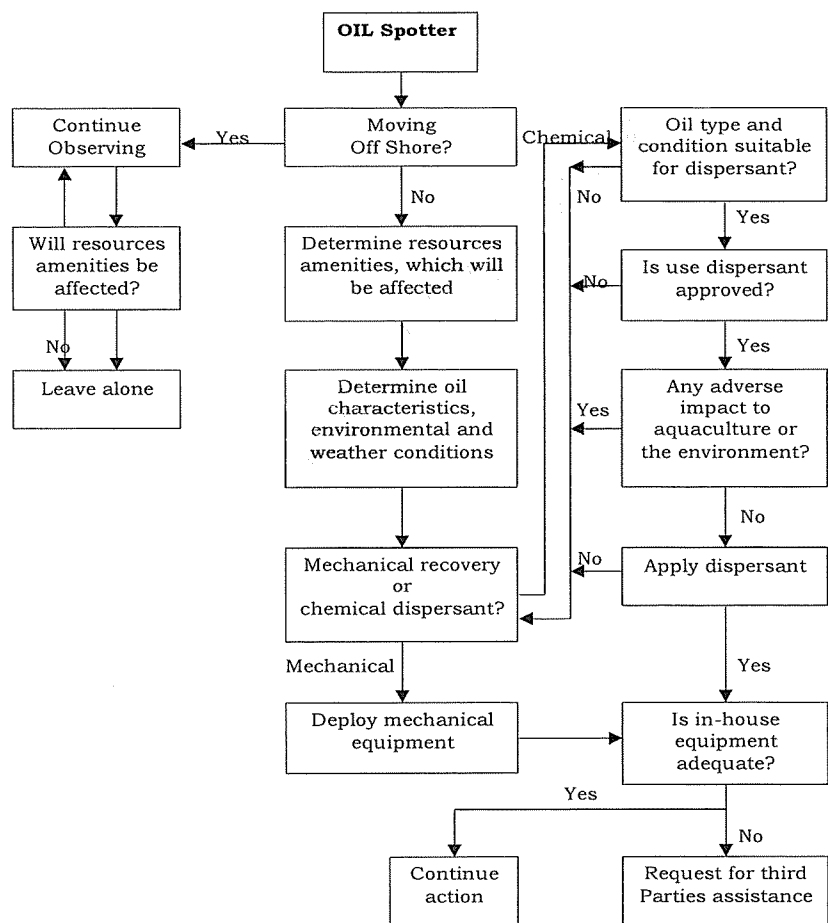 OIL Spotter
Continue
Observing
Yes
Moving
Off Shore?
Chemical
Oil type and
condition suitable
for dispersant?
No
No
Yes
Will resources
amenities be
affected?
Determine resources
amenities, which will
be affected
No
Is use dispersant
approved?
No
Yes
Leave alone
Determine oil
characteristics,
environmental and
weather conditions
Yes
Any adverse
impact to
aquaculture or
the environment?
No
Mechanical recovery
or
chemical dispersant?
No
Apply dispersant
Mechanical
Yes
Deploy mechanical
equipment
Is in-house
equipment
adequate?
Yes
No
Continue
action
Request for third
Parties assistance